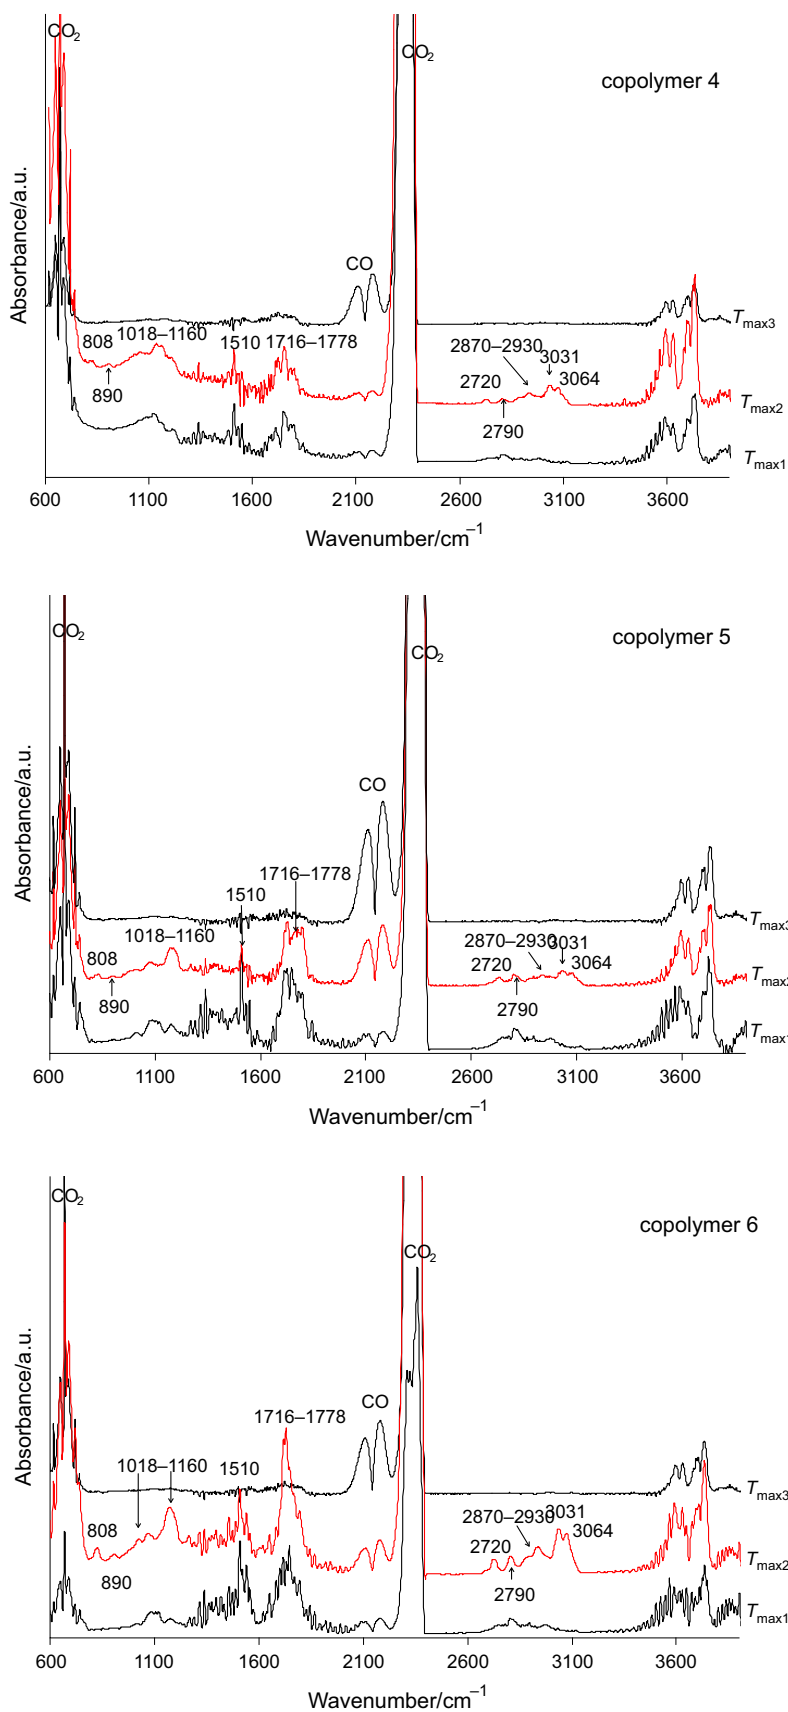 CO2
CO2
copolymer 4
Absorbance/a.u.
CO
Tmax3
808
1018–1160
1510
1716–1778
2870–2930
3031
2720
3064
890
2790
Tmax2
Tmax1
600 1100 1600 2100 2600 3100 3600
Wavenumber/cm–1
CO2
CO2
copolymer 5
Absorbance/a.u.
CO
1716–1778
1510
Tmax3
808
1018–1160
2870–2930
3031
2720
3064
890
2790
Tmax2
Tmax1
600 1100 1600 2100 2600 3100 3600
Wavenumber/cm–1
CO2
CO2
copolymer 6
Absorbance/a.u.
CO
1716–1778
1018–1160
1510
Tmax3
808
2870–2930
3031
2720
3064
890
2790
Tmax2
Tmax1
600 1100 1600 2100 2600 3100 3600
Wavenumber/cm–1